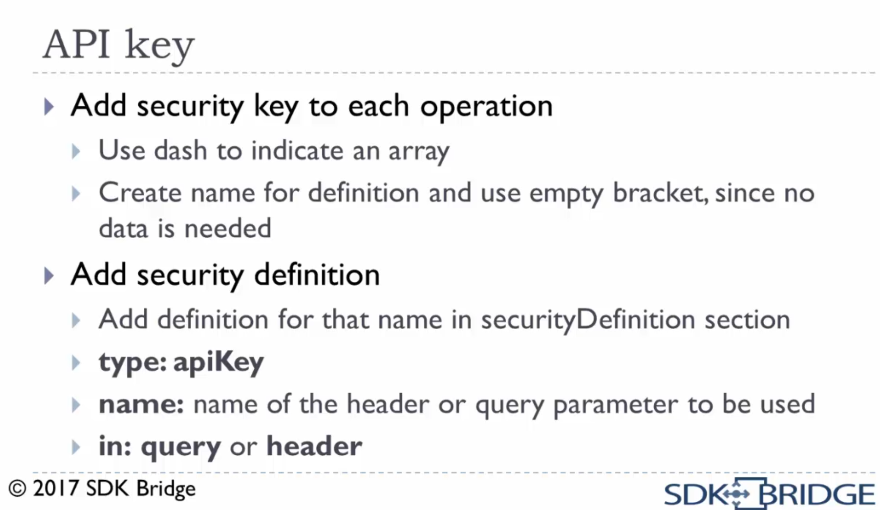 API key
Add security key to each operation
Use dash to indicate an array
Create name for definition and use empty bracket, since no
data is needed
Add security definition
Add definition for that name in securityDefinition section
type: apiKey
name: name of the header or query parameter to be used
in: query or header
© 2017 SDK Bridge
SDK BRIDGE